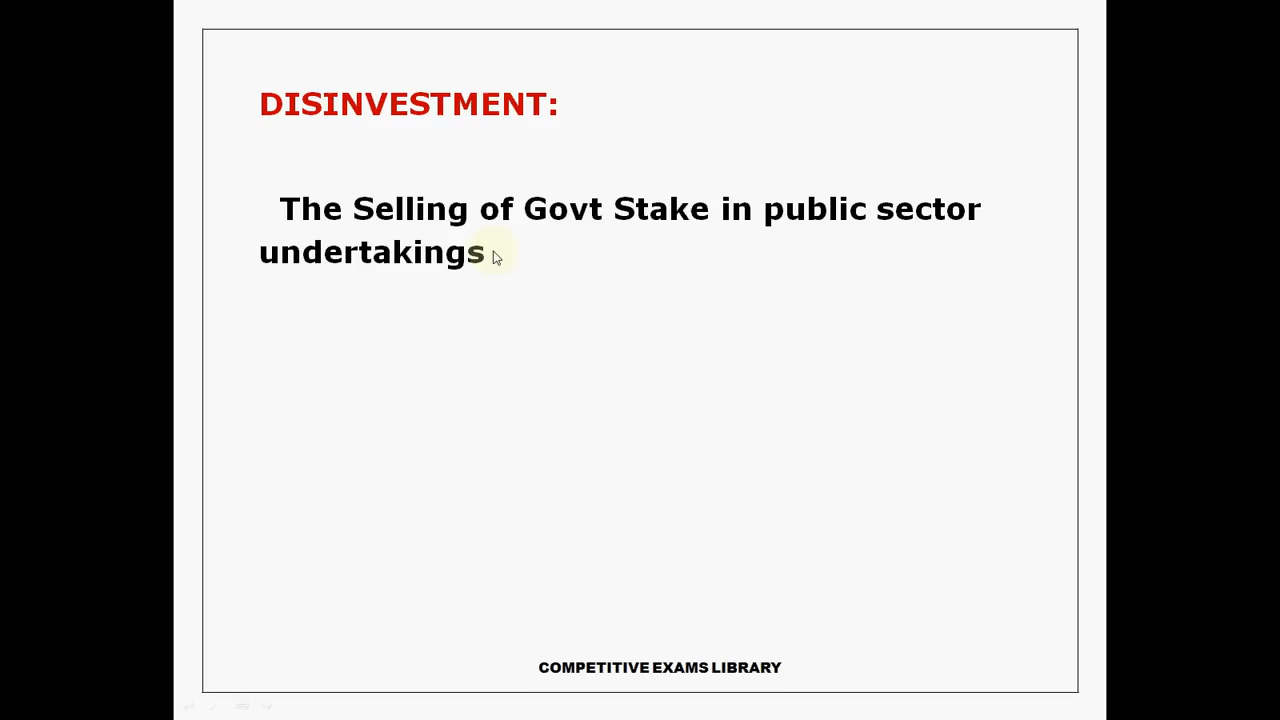 DISINVESTMENT:
The Selling of Govt Stake in public sector
undertakings
COMPETITIVE EXAMS LIBRARY